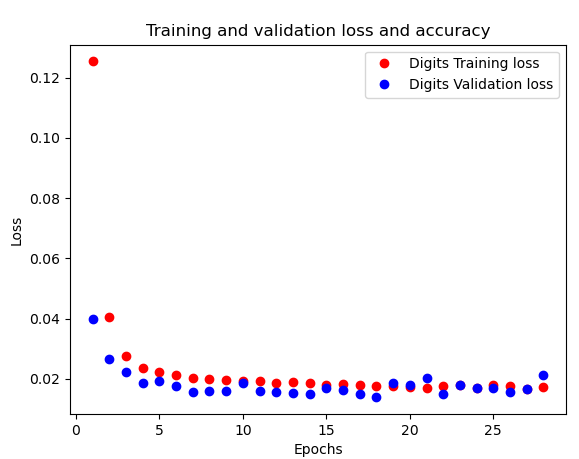 Training and validation loss and accuracy
Digits Training loss
Digits Validation loss
0.12
0.10
0.08
0.06
0.04
0.02
Loss
0 5 10 15 20 25
Epochs